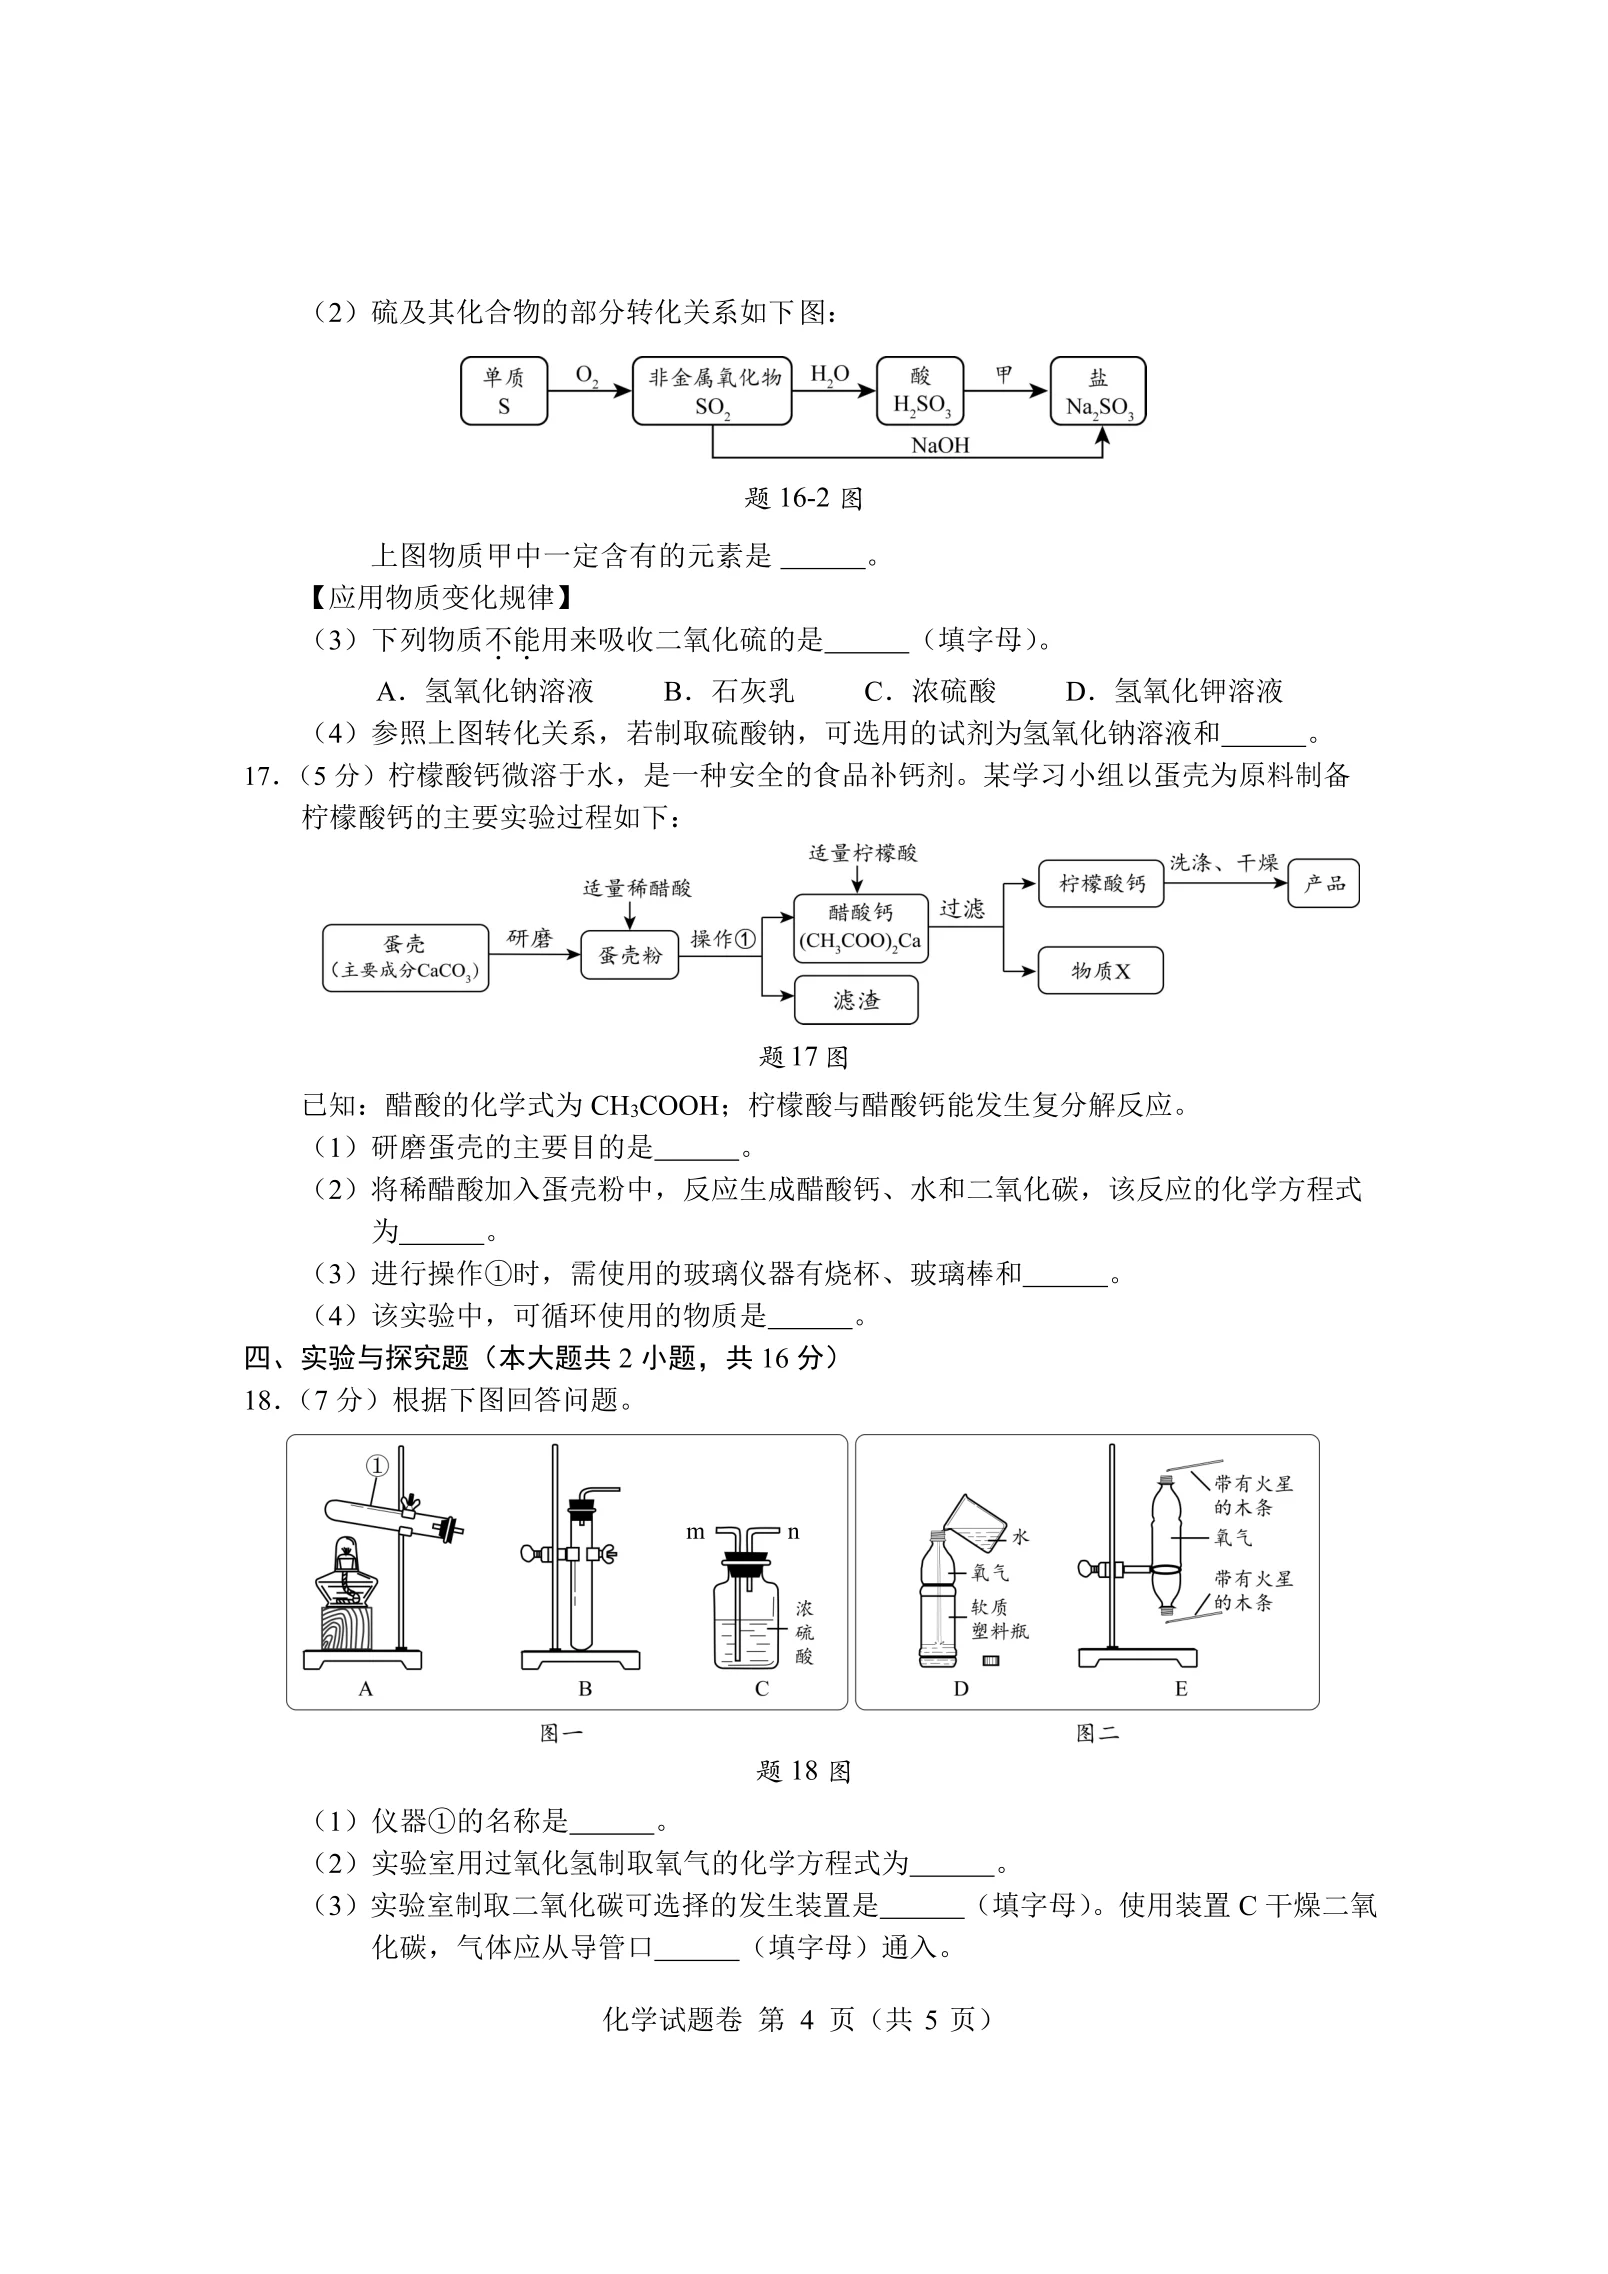 （2）硫及其化合物的部分转化关系如下图：
单质 S
O₂
非金属氧化物 SO₂
H₂O
酸 H₂SO₃
甲
盐 Na₂SO₃
NaOH
题 16-2 图
上图物质甲中一定含有的元素是 ______。
【应用物质变化规律】
（3）下列物质不能用来吸收二氧化硫的是______（填字母）。
A．氢氧化钠溶液 B．石灰乳 C．浓硫酸 D．氢氧化钾溶液
（4）参照上图转化关系，若制取硫酸钠，可选用的试剂为氢氧化钠溶液和______。
17．（5 分）柠檬酸钙微溶于水，是一种安全的食品补钙剂。某学习小组以蛋壳为原料制备
柠檬酸钙的主要实验过程如下：
蛋壳
（主要成分CaCO₃）
研磨
适量稀醋酸
蛋壳粉
操作①
适量柠檬酸
醋酸钙
(CH₃COO)₂Ca
滤渣
过滤
柠檬酸钙
洗涤、干燥
产品
物质X
题 17 图
已知：醋酸的化学式为 CH₃COOH；柠檬酸与醋酸钙能发生复分解反应。
（1）研磨蛋壳的主要目的是______。
（2）将稀醋酸加入蛋壳粉中，反应生成醋酸钙、水和二氧化碳，该反应的化学方程式
为______。
（3）进行操作①时，需使用的玻璃仪器有烧杯、玻璃棒和______。
（4）该实验中，可循环使用的物质是______。
四、实验与探究题（本大题共 2 小题，共 16 分）
18．（7 分）根据下图回答问题。
①
A
B
m
n
浓
硫
酸
C
图一
水
氧气
软质
塑料瓶
D
带有火星
的木条
氧气
带有火星
的木条
E
图二
题 18 图
（1）仪器①的名称是______。
（2）实验室用过氧化氢制取氧气的化学方程式为______。
（3）实验室制取二氧化碳可选择的发生装置是______（填字母）。使用装置 C 干燥二氧
化碳，气体应从导管口______（填字母）通入。
化学试题卷 第 4 页（共 5 页）